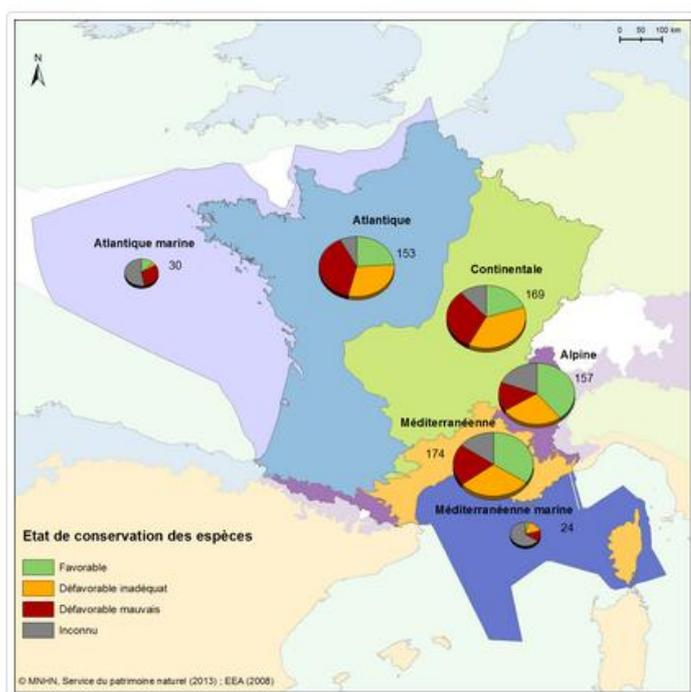 0 50 100 km
N
Atlantique
153
Atlantique marine
30
Continentale
169
Alpine
157
Méditerranéenne
174
Méditerranéenne marine
24
Etat de conservation des espèces
Favorable
Défavorable inadéquat
Défavorable mauvais
Inconnu
© MNHN, Service du patrimoine naturel (2013) ; EEA (2008)